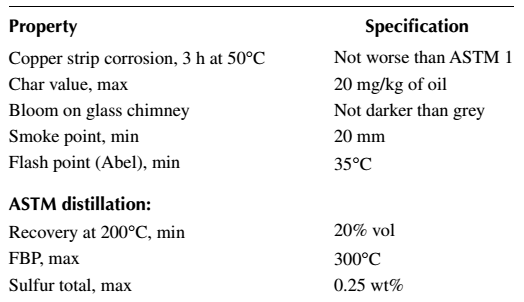 Property Specification
Copper strip corrosion, 3 h at 50°C Not worse than ASTM 1
Char value, max 20 mg/kg of oil
Bloom on glass chimney Not darker than grey
Smoke point, min 20 mm
Flash point (Abel), min 35°C
ASTM distillation:
Recovery at 200°C, min 20% vol
FBP, max 300°C
Sulfur total, max 0.25 wt%